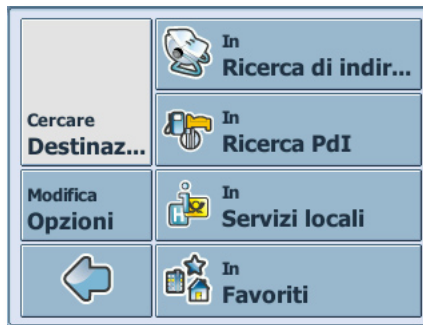 In
Ricerca di indir...
Cercare
Destinaz...
In
Ricerca PdI
Modifica
Opzioni
In
Servizi locali
In
Favoriti